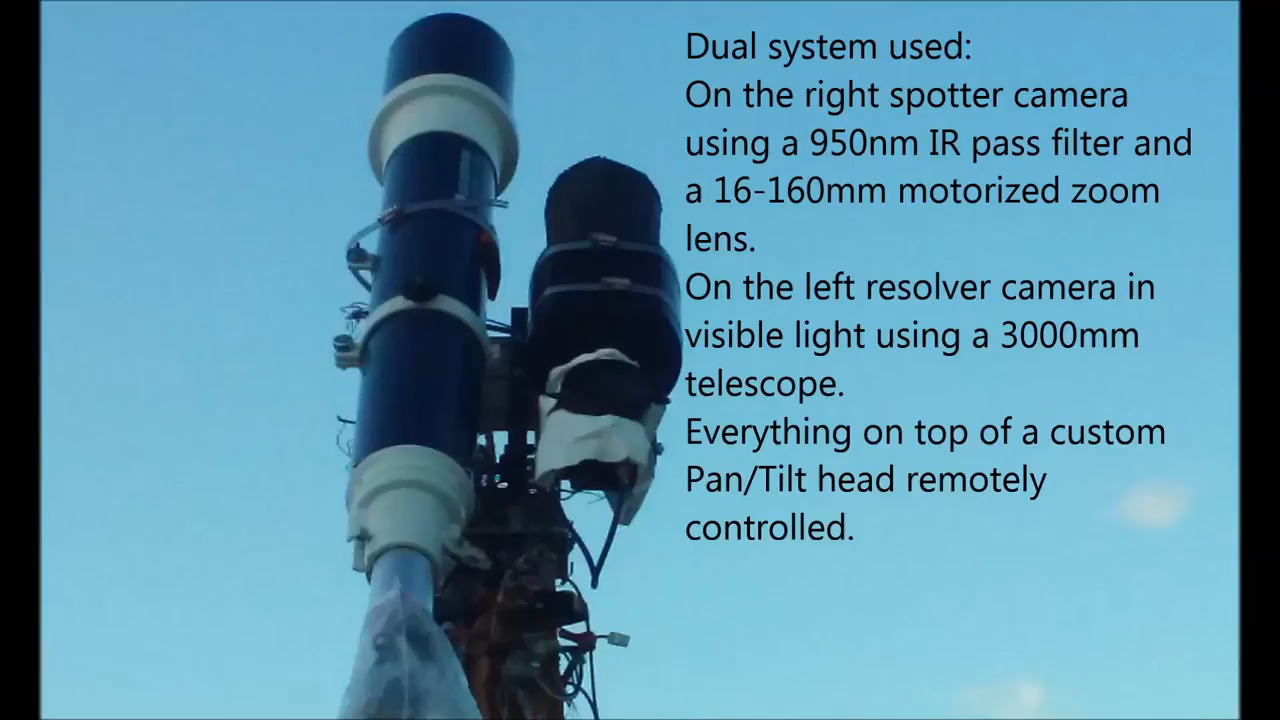 Dual system used:
On the right spotter camera
using a 950nm IR pass filter and
a 16-160mm motorized zoom
lens.
On the left resolver camera in
visible light using a 3000mm
telescope.
Everything on top of a custom
Pan/Tilt head remotely
controlled.